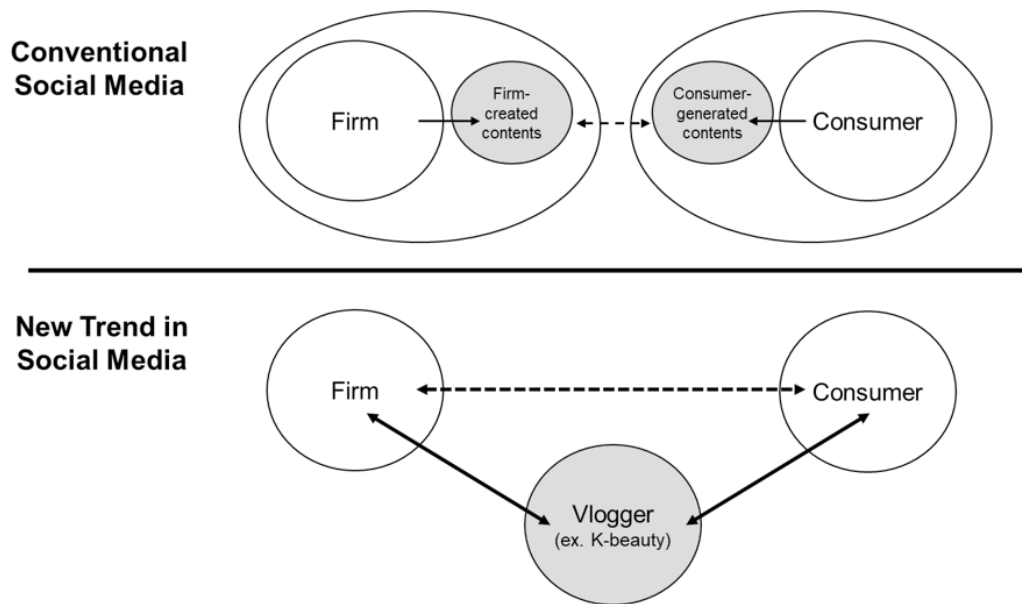 Conventional
Social Media
Firm
Firm-
created
contents
Consumer-
generated
contents
Consumer
New Trend in
Social Media
Firm
Consumer
Vlogger
(ex. K-beauty)